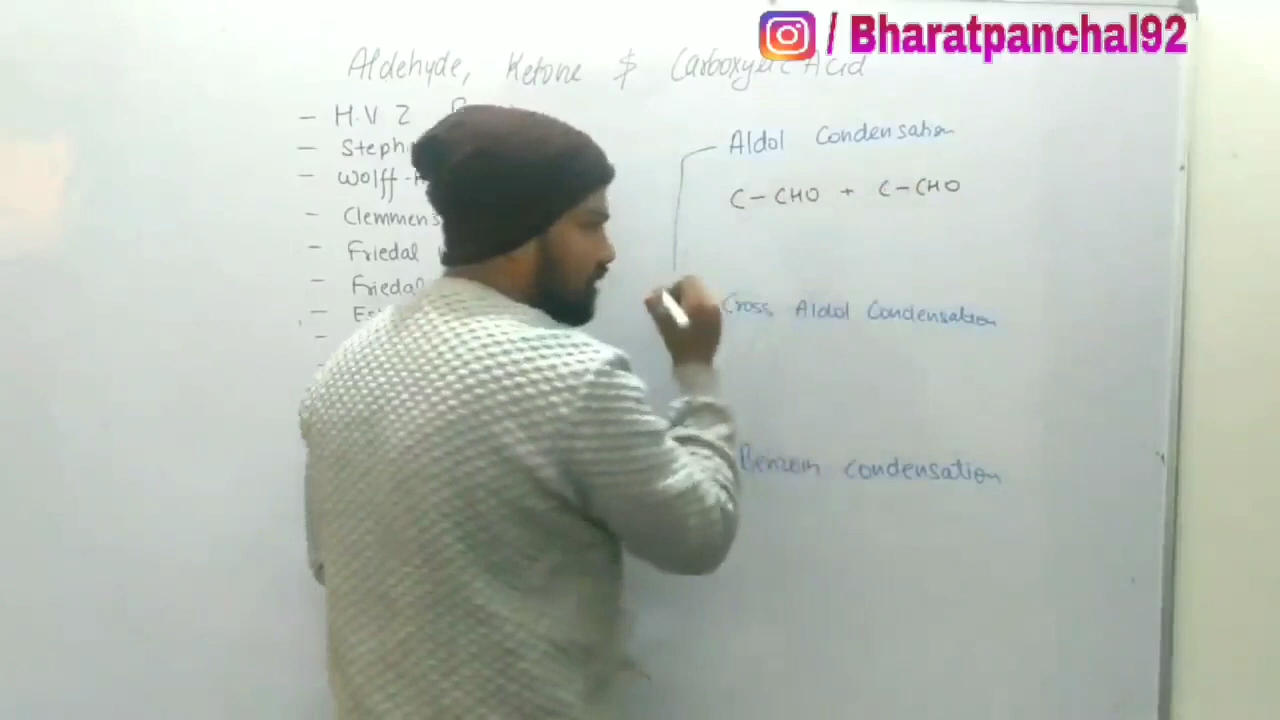 / Bharatpanchal92
Aldehyde, Ketone $ Carboxylic Acid
- H.V Z
- Steph
- Wolff-
- Clemmens
- Friedal
- Friedal
- Es
-
Aldol Condensation
C-CHO + C-CHO
Cross Aldol Condensation
Benzoin condensation